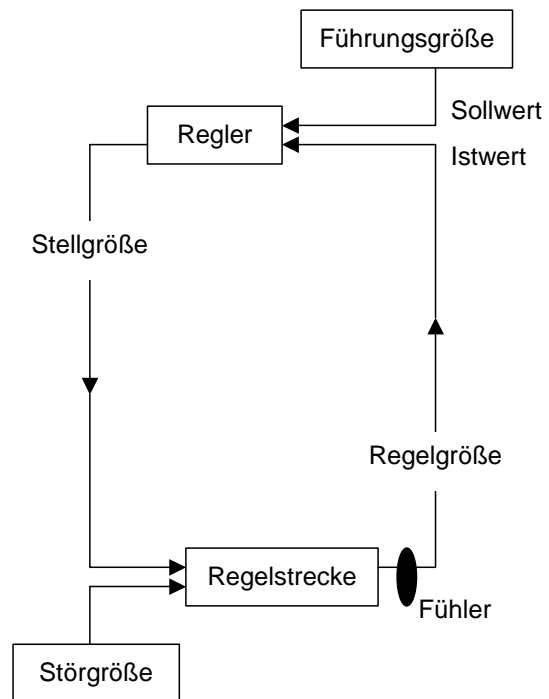 Führungsgröße
Sollwert
Regler
Istwert
Stellgröße
Regelgröße
Regelstrecke
Fühler
Störgröße